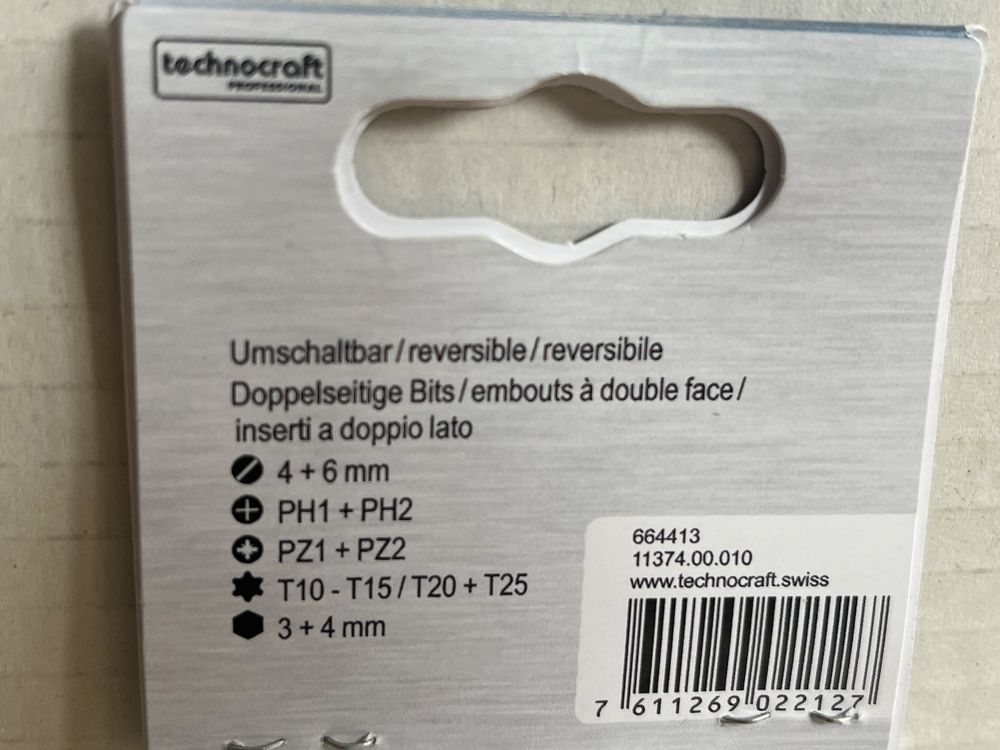 technocraft
PROFESSIONAL
Umschaltbar / reversible / reversibile
Doppelseitige Bits / embouts à double face /
inserti a doppio lato
4 + 6 mm
PH1 + PH2
PZ1 + PZ2
T10 - T15 / T20 + T25
3 + 4 mm
664413
11374.00.010
www.technocraft.swiss
7 611269 022127